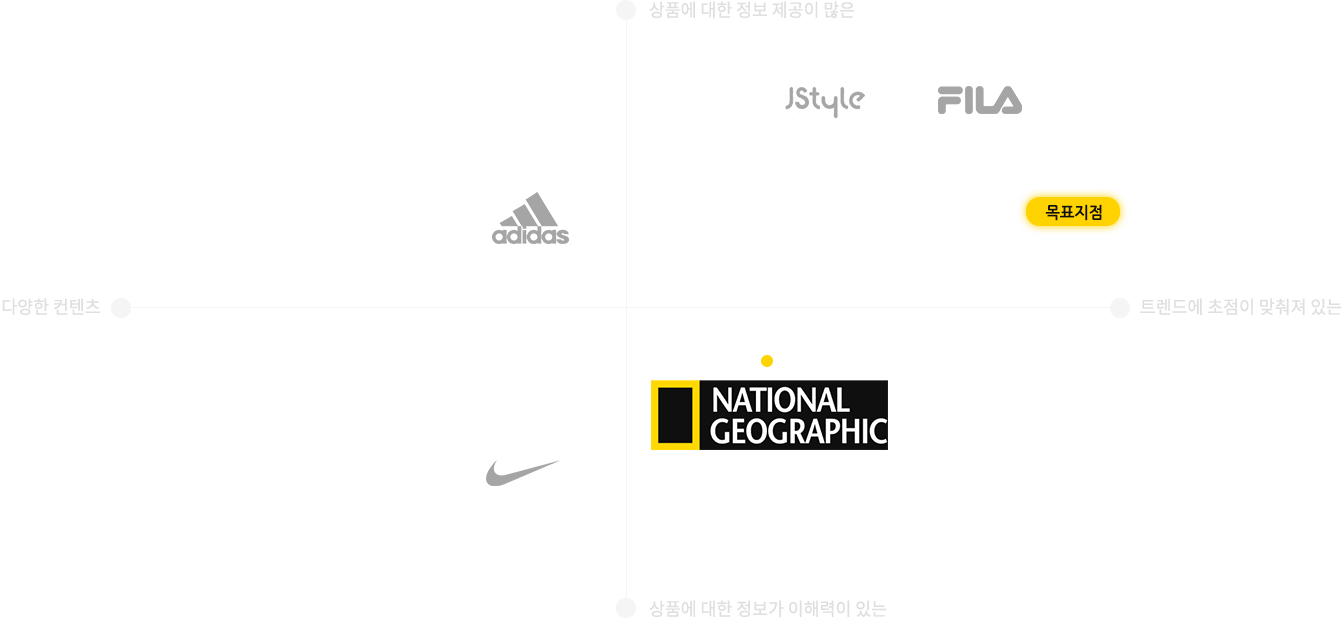 상품에 대한 정보 제공이 많은
JStyle
FILA
adidas
목표지점
다양한 컨텐츠
트렌드에 초점이 맞춰져 있는
NATIONAL
GEOGRAPHIC
상품에 대한 정보가 이해력이 있는